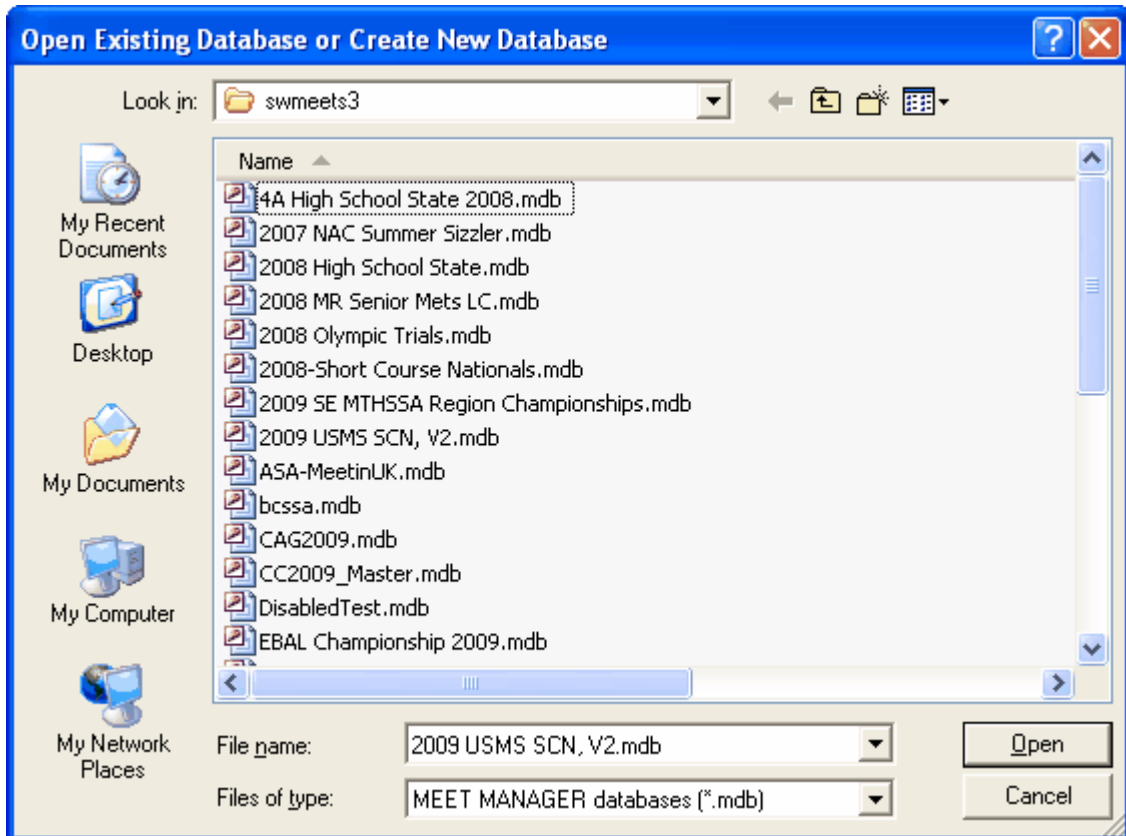 Open Existing Database or Create New Database
Look in: swmeets3
My Recent
Documents
Desktop
My Documents
My Computer
My Network
Places
Name
4A High School State 2008.mdb
2007 NAC Summer Sizzler.mdb
2008 High School State.mdb
2008 MR Senior Mets LC.mdb
2008 Olympic Trials.mdb
2008-Short Course Nationals.mdb
2009 SE MTHSSA Region Championships.mdb
2009 USMS SCN, V2.mdb
ASA-MeetinUK.mdb
bcssa.mdb
CAG2009.mdb
CC2009_Master.mdb
DisabledTest.mdb
EBAL Championship 2009.mdb
File name: 2009 USMS SCN, V2.mdb Open
Files of type: MEET MANAGER databases (*.mdb) Cancel